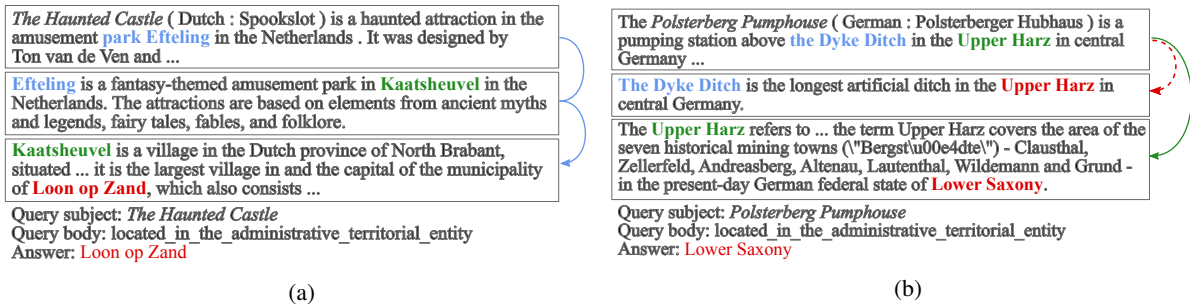 The Haunted Castle ( Dutch : Spookslot ) is a haunted attraction in the
amusement park Efteling in the Netherlands . It was designed by
Ton van de Ven and ...
Efteling is a fantasy-themed amusement park in Kaatsheuvel in the
Netherlands. The attractions are based on elements from ancient myths
and legends, fairy tales, fables, and folklore.
Kaatsheuvel is a village in the Dutch province of North Brabant,
situated ... it is the largest village in and the capital of the municipality
of Loon op Zand, which also consists ...
Query subject: The Haunted Castle
Query body: located_in_the_administrative_territorial_entity
Answer: Loon op Zand
(a)
The Polsterberg Pumphouse ( German : Polsterberger Hubhaus ) is a
pumping station above the Dyke Ditch in the Upper Harz in central
Germany ...
The Dyke Ditch is the longest artificial ditch in the Upper Harz in
central Germany.
The Upper Harz refers to ... the term Upper Harz covers the area of the
seven historical mining towns (\"Bergst\u00e4dte\") - Clausthal,
Zellerfeld, Andreasberg, Altenau, Lautenthal, Wildemann and Grund -
in the present-day German federal state of Lower Saxony.
Query subject: Polsterberg Pumphouse
Query body: located_in_the_administrative_territorial_entity
Answer: Lower Saxony
(b)